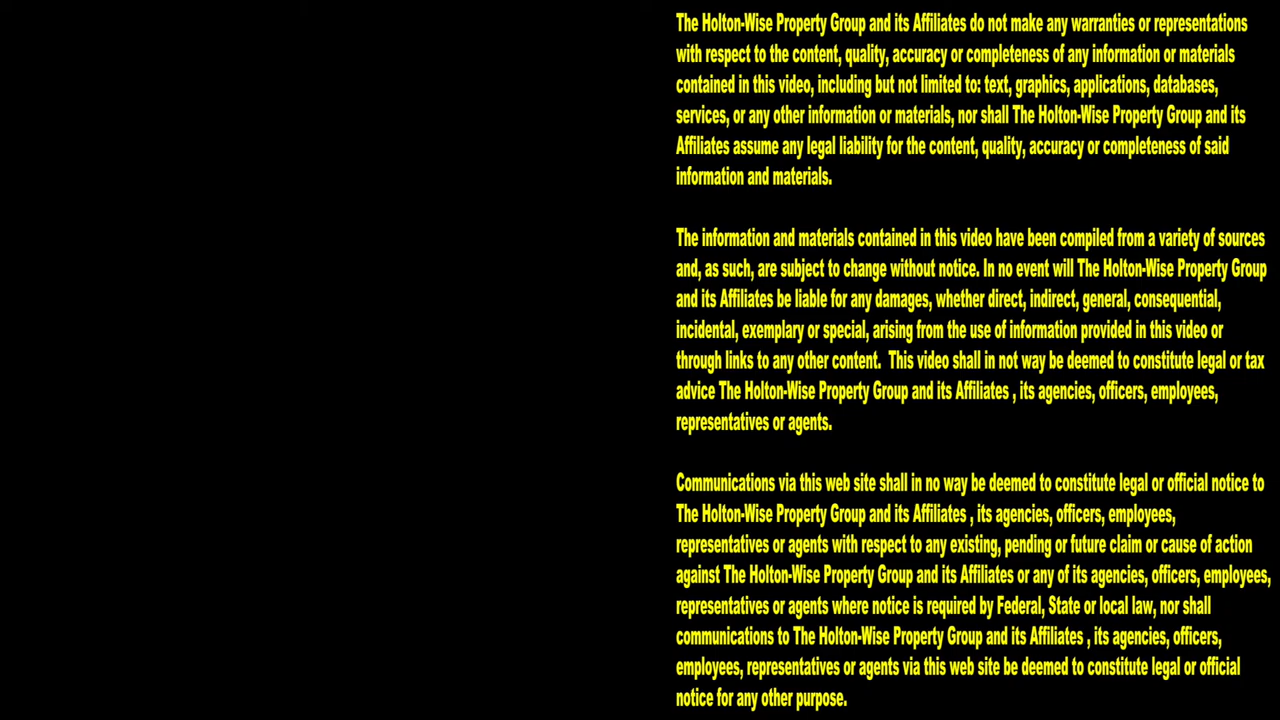 The Holton-Wise Property Group and its Affiliates do not make any warranties or representations
with respect to the content, quality, accuracy or completeness of any information or materials
contained in this video, including but not limited to: text, graphics, applications, databases,
services, or any other information or materials, nor shall The Holton-Wise Property Group and its
Affiliates assume any legal liability for the content, quality, accuracy or completeness of said
information and materials.
The information and materials contained in this video have been compiled from a variety of sources
and, as such, are subject to change without notice. In no event will The Holton-Wise Property Group
and its Affiliates be liable for any damages, whether direct, indirect, general, consequential,
incidental, exemplary or special, arising from the use of information provided in this video or
through links to any other content. This video shall in not way be deemed to constitute legal or tax
advice The Holton-Wise Property Group and its Affiliates , its agencies, officers, employees,
representatives or agents.
Communications via this web site shall in no way be deemed to constitute legal or official notice to
The Holton-Wise Property Group and its Affiliates , its agencies, officers, employees,
representatives or agents with respect to any existing, pending or future claim or cause of action
against The Holton-Wise Property Group and its Affiliates or any of its agencies, officers, employees,
representatives or agents where notice is required by Federal, State or local law, nor shall
communications to The Holton-Wise Property Group and its Affiliates , its agencies, officers,
employees, representatives or agents via this web site be deemed to constitute legal or official
notice for any other purpose.